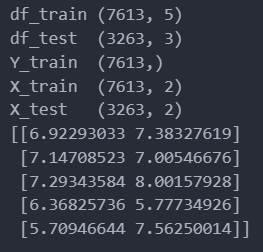 df_train (7613, 5)
df_test  (3263, 3)
Y_train  (7613,)
X_train  (7613, 2)
X_test   (3263, 2)
[[6.92293033 7.38327619]
 [7.14708523 7.00546676]
 [7.29343584 8.00157928]
 [6.36825736 5.77734926]
 [5.70946644 7.56250014]]